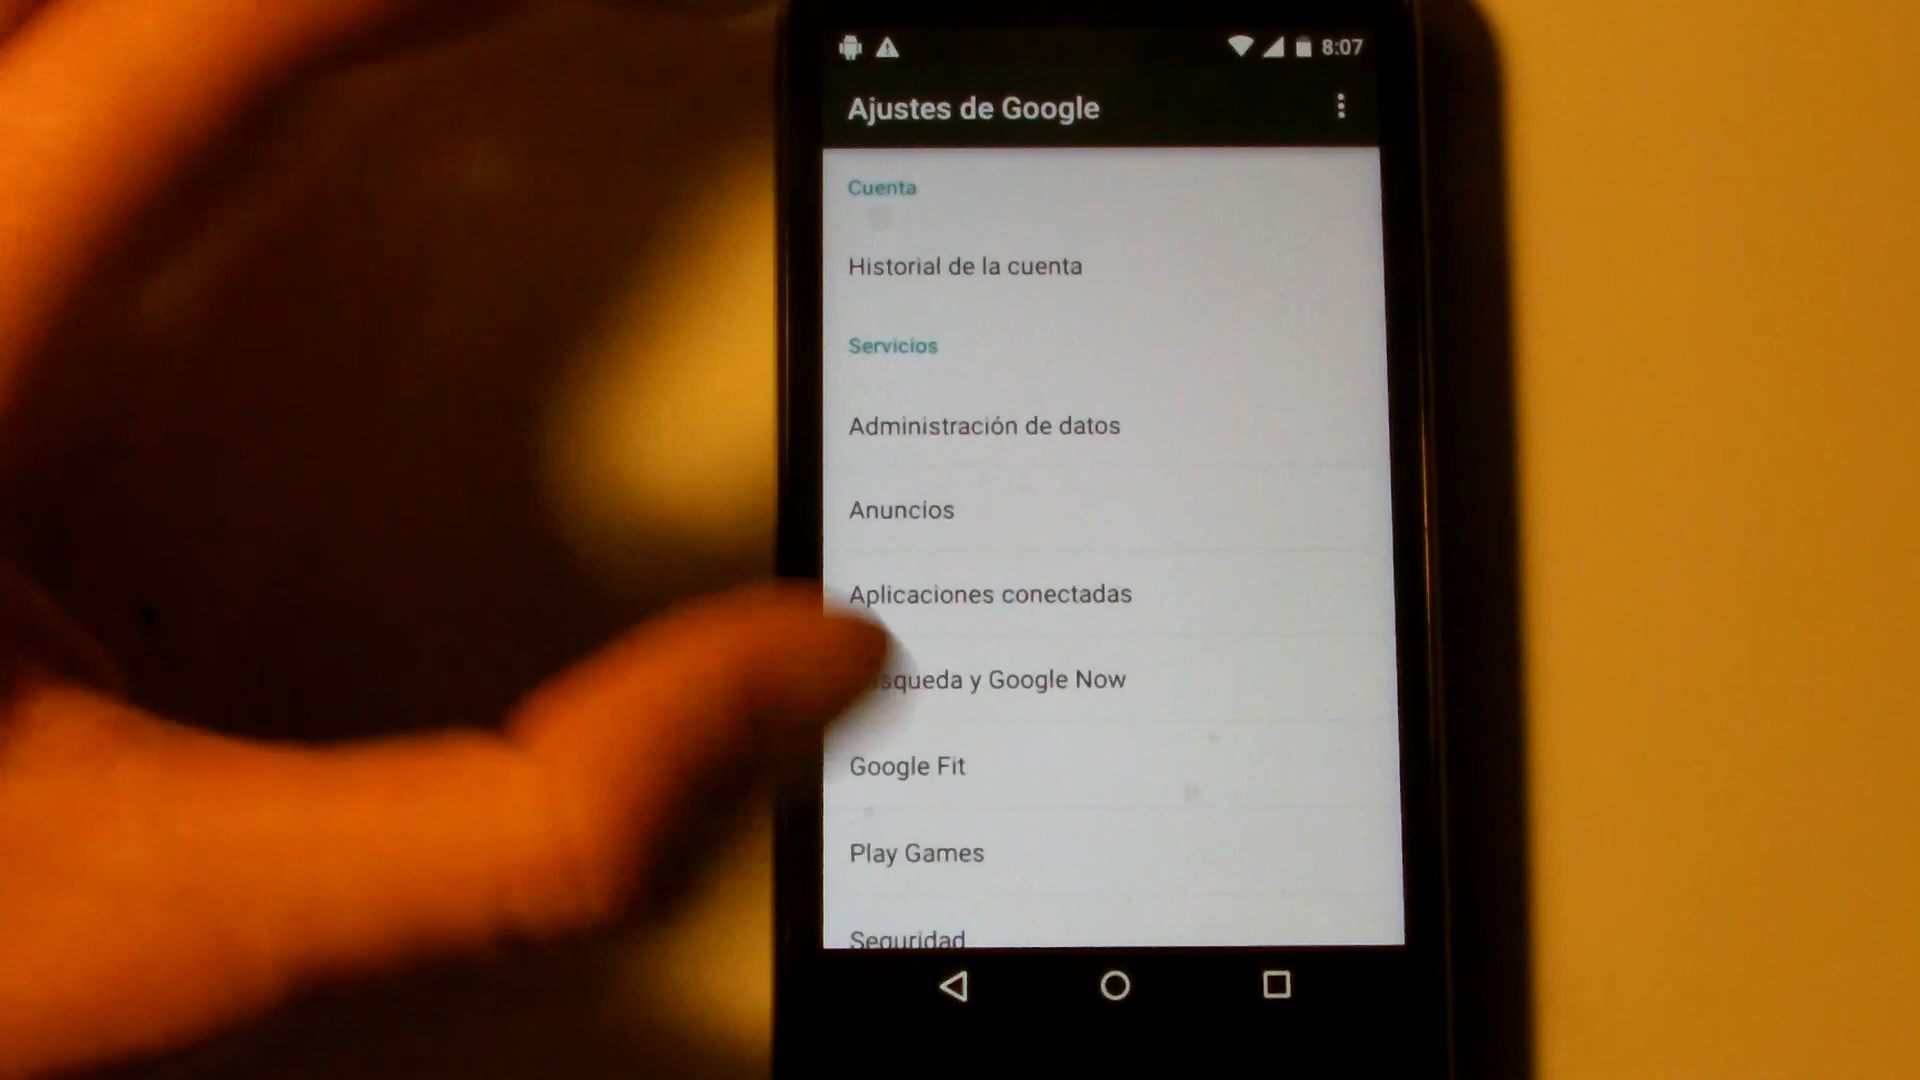 8:07
Ajustes de Google
Cuenta
Historial de la cuenta
Servicios
Administración de datos
Anuncios
Aplicaciones conectadas
squeda y Google Now
Google Fit
Play Games
Seguridad